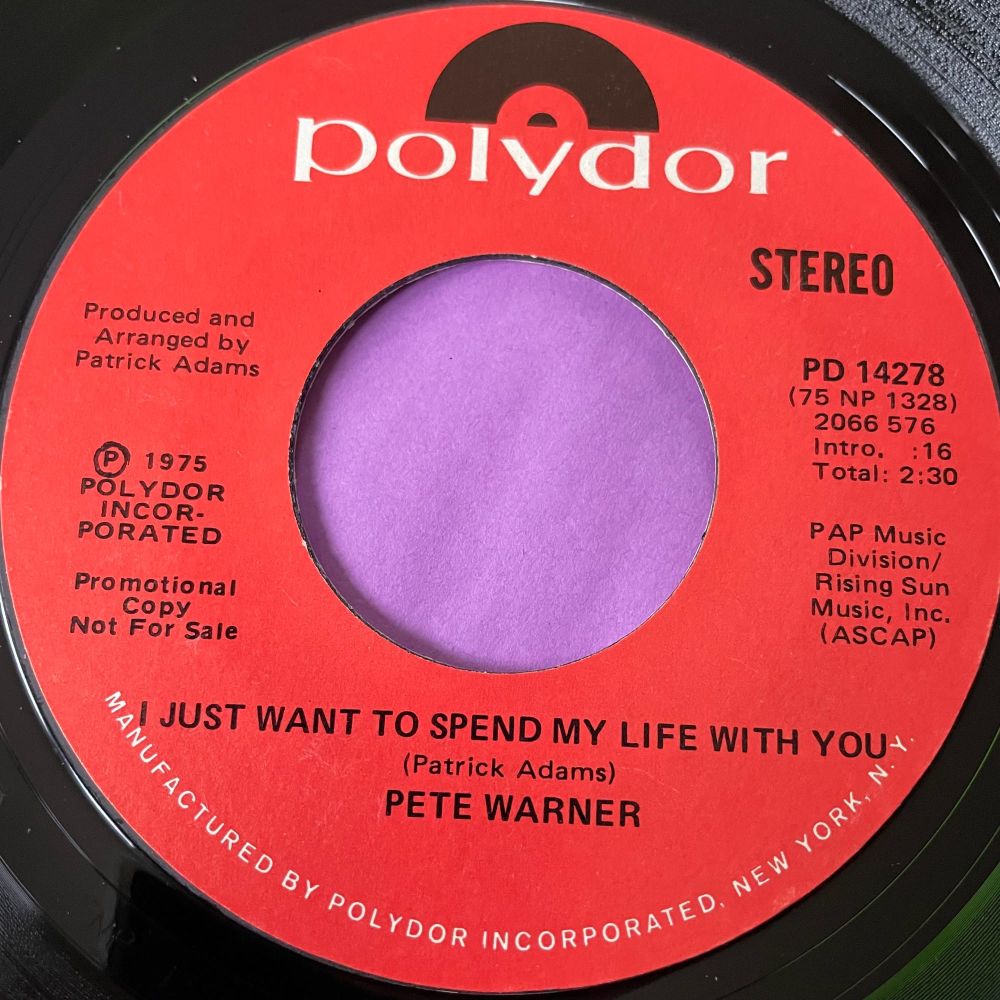 polydor
STEREO
Produced and
Arranged by
Patrick Adams
PD 14278
(75 NP 1328)
2066 576
Intro. :16
Total: 2:30
Ⓟ 1975
POLYDOR
INCOR-
PORATED
PAP Music
Division/
Rising Sun
Music, Inc.
(ASCAP)
Promotional
Copy
Not For Sale
I JUST WANT TO SPEND MY LIFE WITH YOU
(Patrick Adams)
PETE WARNER
MANUFACTURED BY POLYDOR INCORPORATED, NEW YORK, N.Y.